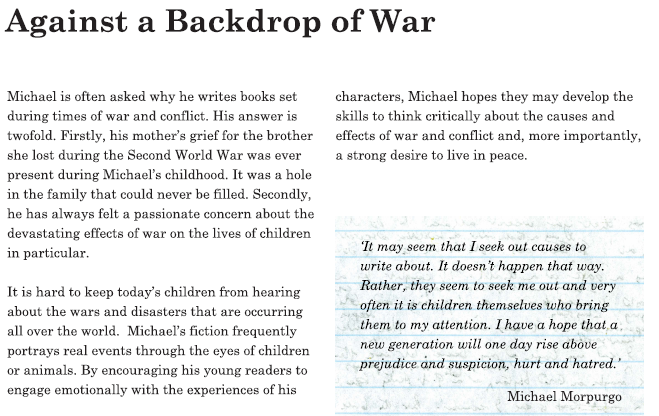 Against a Backdrop of War
Michael is often asked why he writes books set
during times of war and conflict. His answer is
twofold. Firstly, his mother's grief for the brother
she lost during the Second World War was ever
present during Michael's childhood. It was a hole
in the family that could never be filled. Secondly,
he has always felt a passionate concern about the
devastating effects of war on the lives of children
in particular.
It is hard to keep today's children from hearing
about the wars and disasters that are occurring
all over the world.  Michael's fiction frequently
portrays real events through the eyes of children
or animals. By encouraging his young readers to
engage emotionally with the experiences of his
characters, Michael hopes they may develop the
skills to think critically about the causes and
effects of war and conflict and, more importantly,
a strong desire to live in peace.
'It may seem that I seek out causes to
write about. It doesn't happen that way.
Rather, they seem to seek me out and very
often it is children themselves who bring
them to my attention. I have a hope that a
new generation will one day rise above
prejudice and suspicion, hurt and hatred.'
Michael Morpurgo